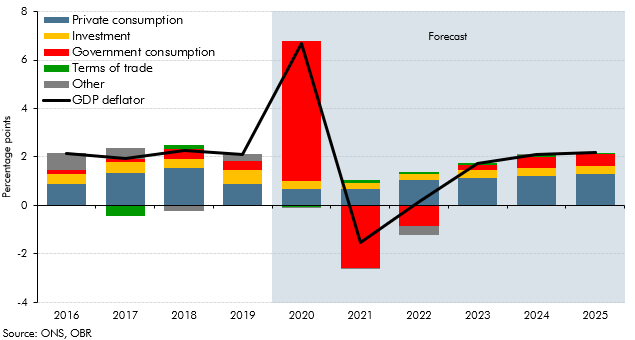 8
6
4
2
0
-2
-4
Percentage points
Private consumption
Investment
Government consumption
Terms of trade
Other
GDP deflator
Forecast
2016 2017 2018 2019 2020 2021 2022 2023 2024 2025
Source: ONS, OBR